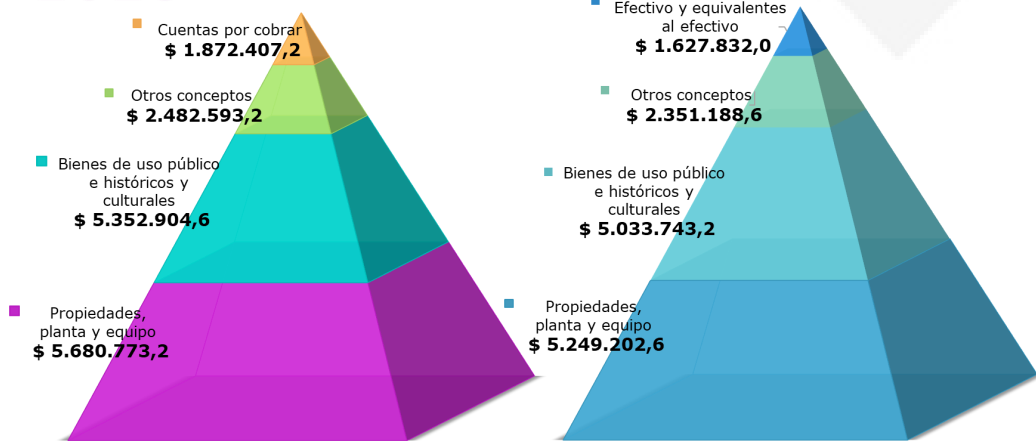 Cuentas por cobrar
$ 1.872.407,2
Otros conceptos
$ 2.482.593,2
Bienes de uso público
e históricos y
culturales
$ 5.352.904,6
Propiedades,
planta y equipo
$ 5.680.773,2
Efectivo y equivalentes
al efectivo
$ 1.627.832,0
Otros conceptos
$ 2.351.188,6
Bienes de uso público
e históricos y
culturales
$ 5.033.743,2
Propiedades,
planta y equipo
$ 5.249.202,6